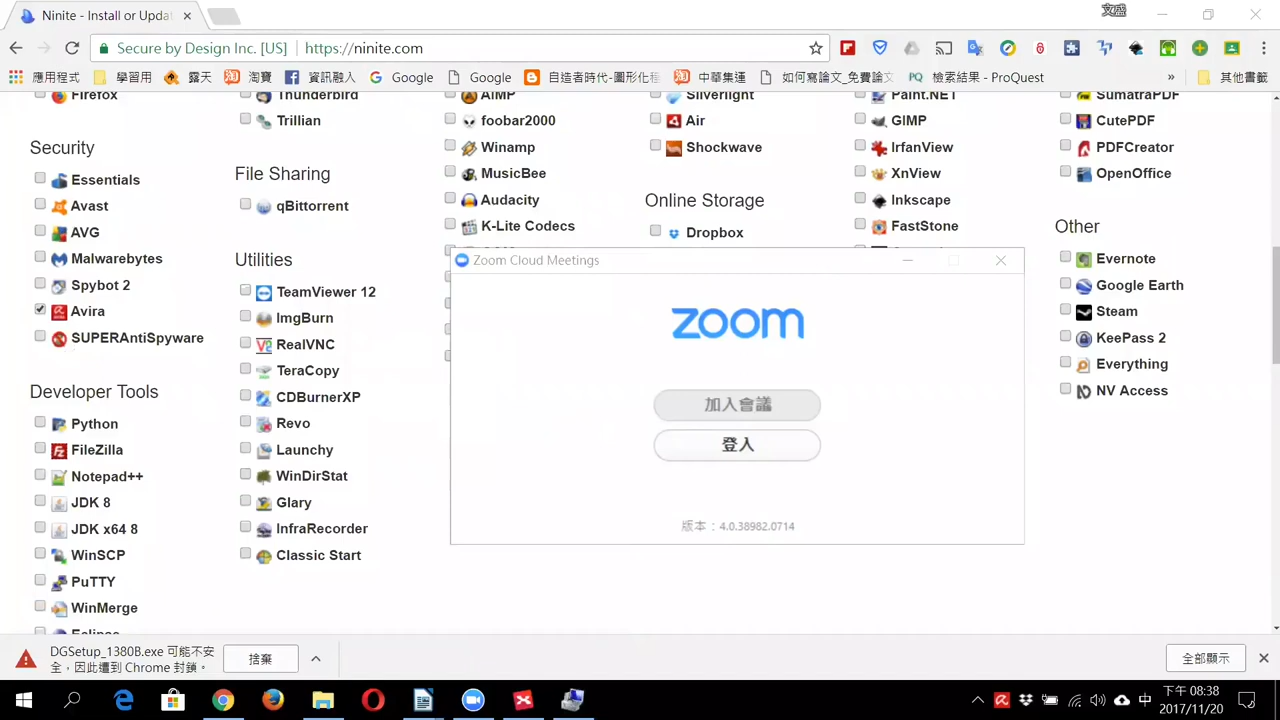 Ninite - Install or Updat
文盛
Secure by Design Inc. [US]
https://ninite.com
應用程式
學習用
露天
淘寶
資訊融入
Google
Google
自造者時代-圖形化程
中華集運
如何寫論文_免費論文
檢索結果 - ProQuest
»
其他書籤
Firefox
Security
Essentials
Avast
AVG
Malwarebytes
Spybot 2
Avira
SUPERAntiSpyware
Developer Tools
Python
FileZilla
Notepad++
JDK 8
JDK x64 8
WinSCP
PuTTY
WinMerge
Eclipse
Thunderbird
Trillian
File Sharing
qBittorrent
Utilities
TeamViewer 12
ImgBurn
RealVNC
TeraCopy
CDBurnerXP
Revo
Launchy
WinDirStat
Glary
InfraRecorder
Classic Start
AIMP
foobar2000
Winamp
MusicBee
Audacity
K-Lite Codecs
Silverlight
Air
Shockwave
Online Storage
Dropbox
Paint.NET
GIMP
IrfanView
XnView
Inkscape
FastStone
SumatraPDF
CutePDF
PDFCreator
OpenOffice
Other
Evernote
Google Earth
Steam
KeePass 2
Everything
NV Access
Zoom Cloud Meetings
zoom
加入會議
登入
版本：4.0.38982.0714
DGSetup_1380B.exe 可能不安
全，因此遭到 Chrome 封鎖。
捨棄
全部顯示
中
下午 08:38
2017/11/20